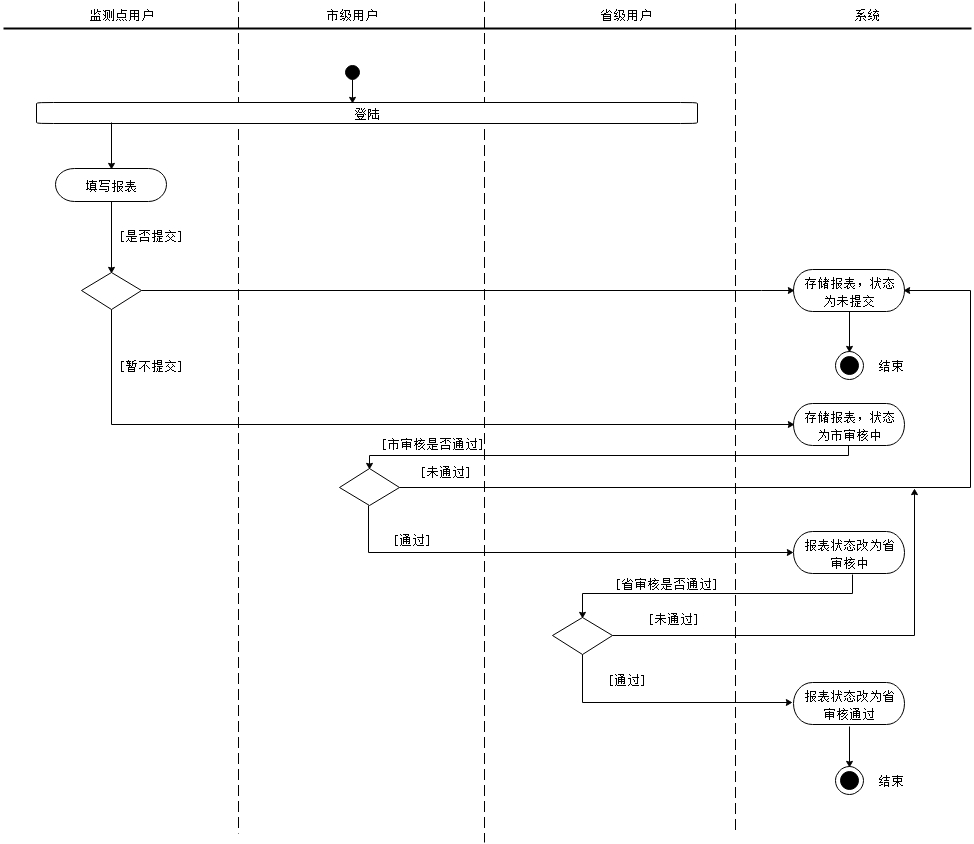 监测点用户
市级用户
省级用户
系统
登陆
填写报表
[是否提交]
存储报表，状态
为未提交
[暂不提交]
结束
存储报表，状态
为市审核中
[市审核是否通过]
[未通过]
[通过]
报表状态改为省
审核中
[省审核是否通过]
[未通过]
[通过]
报表状态改为省
审核通过
结束